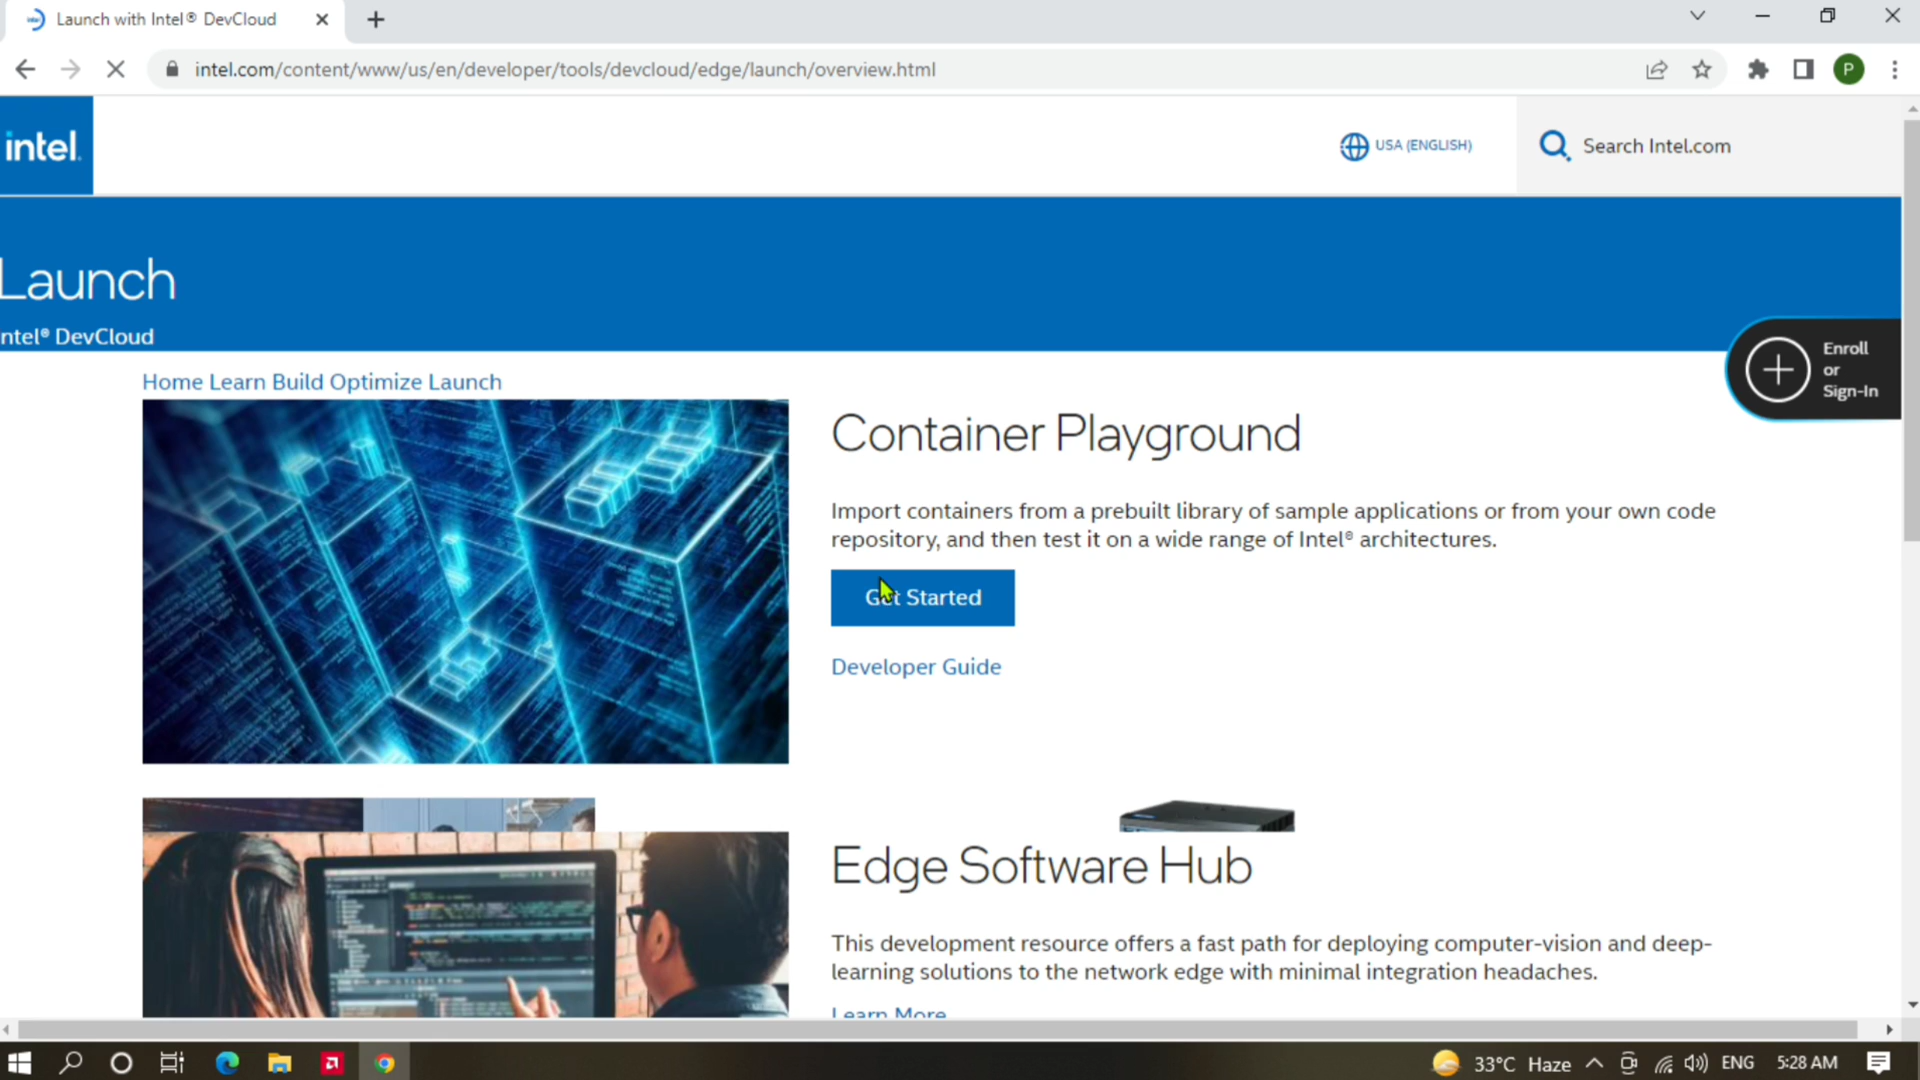 Launch with Intel® DevCloud
intel.com/content/www/us/en/developer/tools/devcloud/edge/launch/overview.html
P
intel.
USA (ENGLISH)
Search Intel.com
Launch
ntel® DevCloud
Enroll
or
Sign-In
Home Learn Build Optimize Launch
Container Playground
Import containers from a prebuilt library of sample applications or from your own code
repository, and then test it on a wide range of Intel® architectures.
Get Started
Developer Guide
Edge Software Hub
This development resource offers a fast path for deploying computer-vision and deep-
learning solutions to the network edge with minimal integration headaches.
Learn More
33°C Haze
ENG
5:28 AM